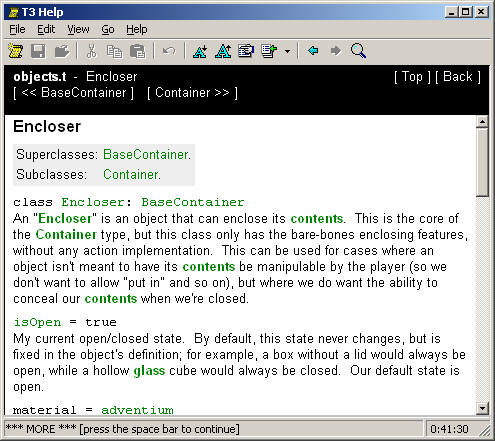 T3 Help
File Edit View Go Help
objects.t - Encloser [ Top ] [ Back ]
[ << BaseContainer ] [ Container >> ]
Encloser
Superclasses: BaseContainer.
Subclasses: Container.
class Encloser: BaseContainer
An "Encloser" is an object that can enclose its contents. This is the core of
the Container type, but this class only has the bare-bones enclosing features,
without any action implementation. This can be used for cases where an
object isn't meant to have its contents be manipulable by the player (so we
don't want to allow "put in" and so on), but where we do want the ability to
conceal our contents when we're closed.
isOpen = true
My current open/closed state. By default, this state never changes, but is
fixed in the object's definition; for example, a box without a lid would always be
open, while a hollow glass cube would always be closed. Our default state is
open.
material = adventium
*** MORE *** [press the space bar to continue] 0:41:30